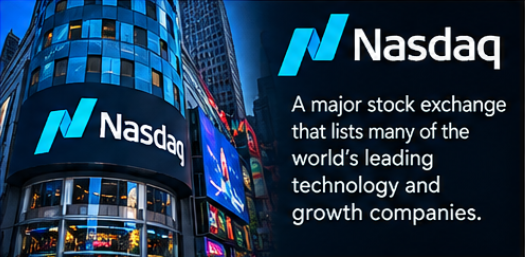 Nasdaq
Nasdaq
A major stock exchange
that lists many of the
world's leading
technology and
growth companies.